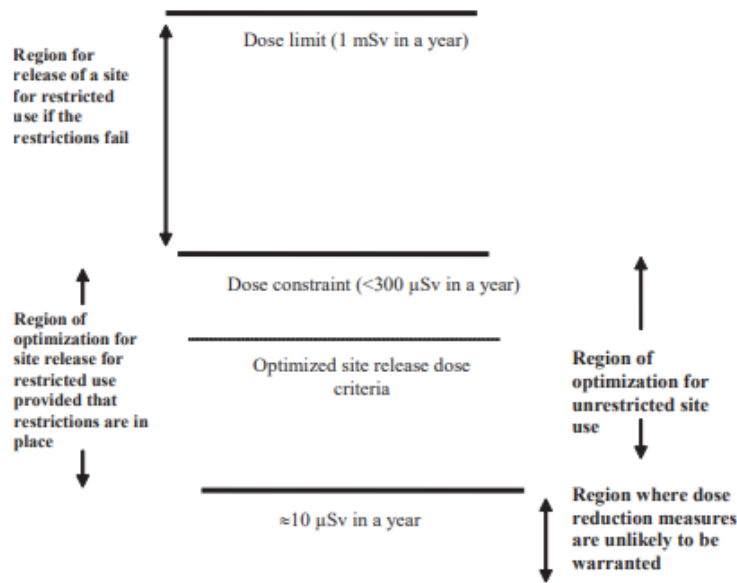 Dose limit (1 mSv in a year)
Region for
release of a site
for restricted
use if the
restrictions fail
Dose constraint (<300 µSv in a year)
Region of
optimization for
site release for
restricted use
provided that
restrictions are in
place
Optimized site release dose
criteria
Region of
optimization for
unrestricted site
use
≈10 µSv in a year
Region where dose
reduction measures
are unlikely to be
warranted